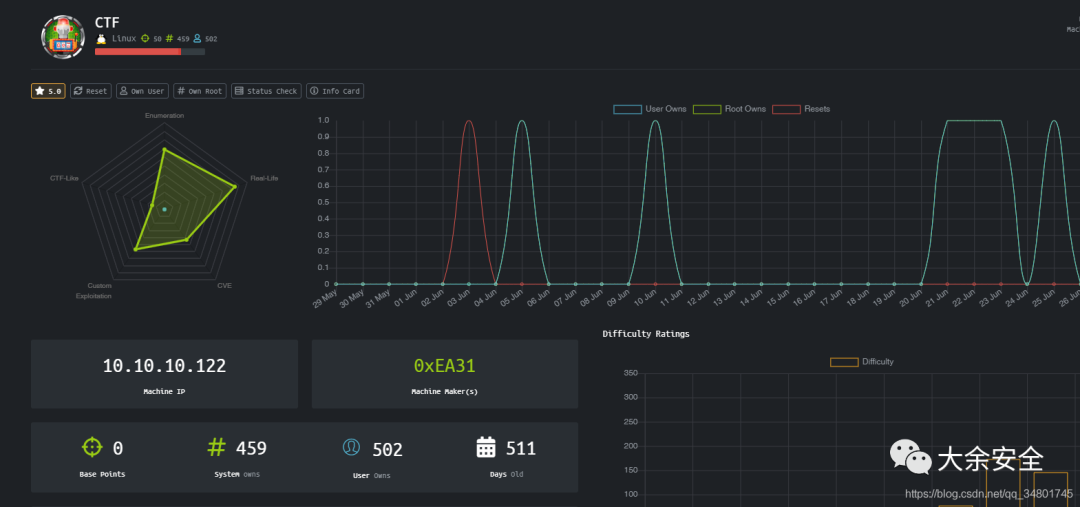 CTF
Linux 50 459 502
Mac
5.0 Reset Own User Own Root Status Check Info Card
User Owns Root Owns Resets
Enumeration
CTF-Like
Real-Life
Custom
Exploitation
CVE
1.0
0.9
0.8
0.7
0.6
0.5
0.4
0.3
0.2
0.1
0
29 May 30 May 31 May 01 Jun 02 Jun 03 Jun 04 Jun 05 Jun 06 Jun 07 Jun 08 Jun 09 Jun 10 Jun 11 Jun 12 Jun 13 Jun 14 Jun 15 Jun 16 Jun 17 Jun 18 Jun 19 Jun 20 Jun 21 Jun 22 Jun 23 Jun 24 Jun 25 Jun 26 Jun
10.10.10.122
Machine IP
0xEA31
Machine Maker(s)
0
Base Points
459
System owns
502
User Owns
511
Days Old
Difficulty Ratings
Difficulty
350
300
250
200
150
100
大余安全
https://blog.csdn.net/qq_34801745